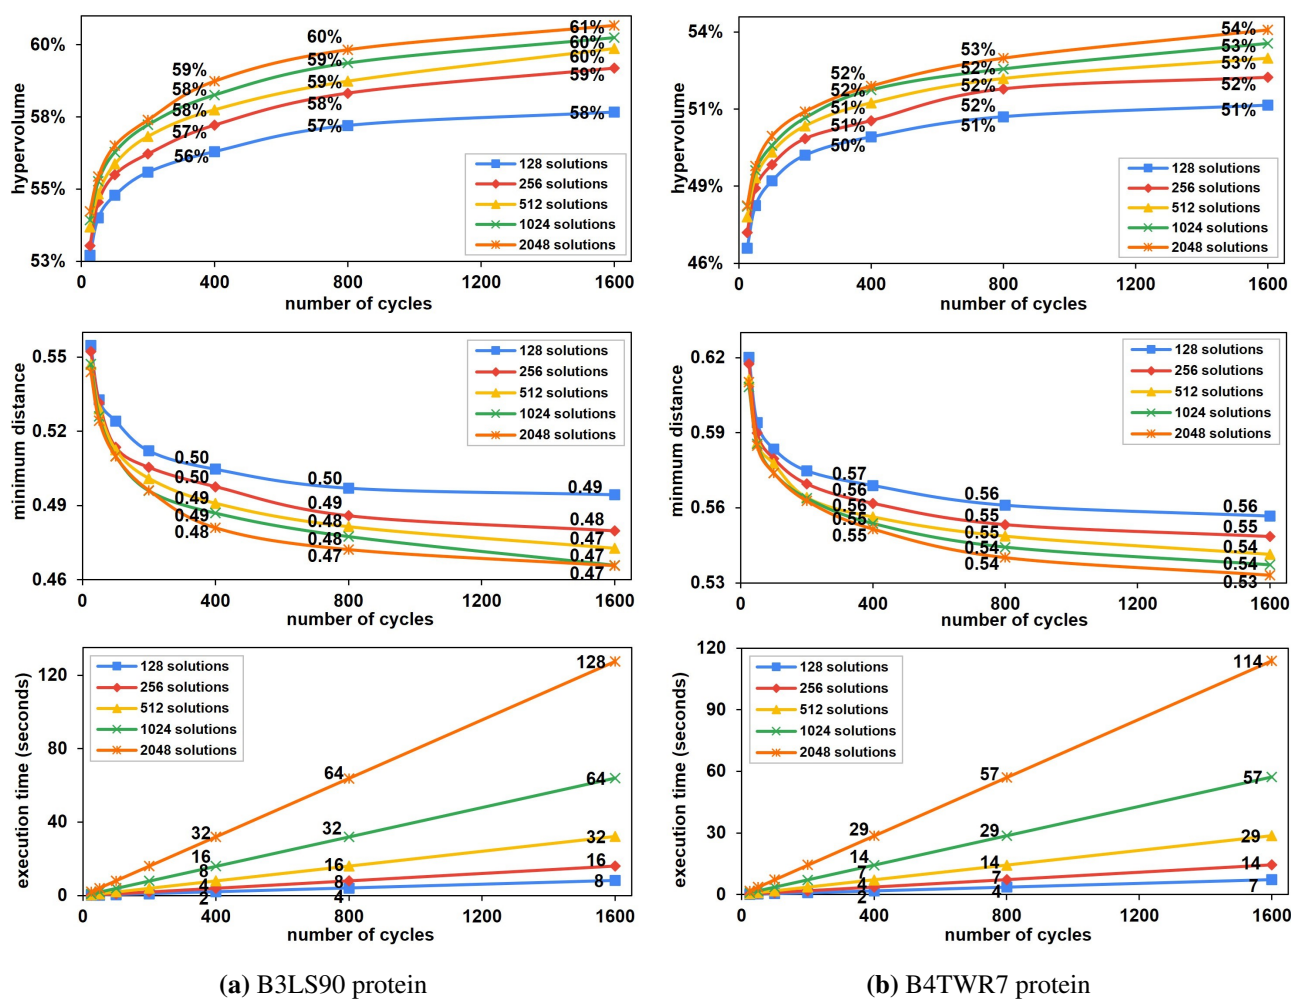 60%
58%
55%
53%
hypervolume
59%
58%
58%
57%
56%
60%
59%
59%
58%
57%
61%
60%
60%
59%
58%
128 solutions
256 solutions
512 solutions
1024 solutions
2048 solutions
0 400 800 1200 1600
number of cycles
54%
51%
49%
46%
hypervolume
52%
52%
51%
51%
50%
53%
52%
52%
52%
51%
54%
53%
53%
52%
51%
128 solutions
256 solutions
512 solutions
1024 solutions
2048 solutions
0 400 800 1200 1600
number of cycles
0.55
0.52
0.49
0.46
minimum distance
0.50
0.50
0.49
0.49
0.48
0.50
0.49
0.48
0.48
0.47
0.49
0.48
0.47
0.47
0.47
128 solutions
256 solutions
512 solutions
1024 solutions
2048 solutions
0 400 800 1200 1600
number of cycles
0.62
0.59
0.56
0.53
minmum distance
0.57
0.56
0.56
0.55
0.55
0.56
0.55
0.55
0.54
0.54
0.56
0.55
0.54
0.54
0.53
128 solutions
256 solutions
512 solutions
1024 solutions
2048 solutions
0 400 800 1200 1600
number of cycles
120
80
40
0
execution time (seconds)
128 solutions
256 solutions
512 solutions
1024 solutions
2048 solutions
32
16
8
4
2
64
32
16
8
4
128
64
32
16
8
0 400 800 1200 1600
number of cycles
120
90
60
30
0
execution time (seconds)
128 solutions
256 solutions
512 solutions
1024 solutions
2048 solutions
29
14
7
4
2
57
29
14
7
4
114
57
29
14
7
0 400 800 1200 1600
number of cycles
(a) B3LS90 protein
(b) B4TWR7 protein